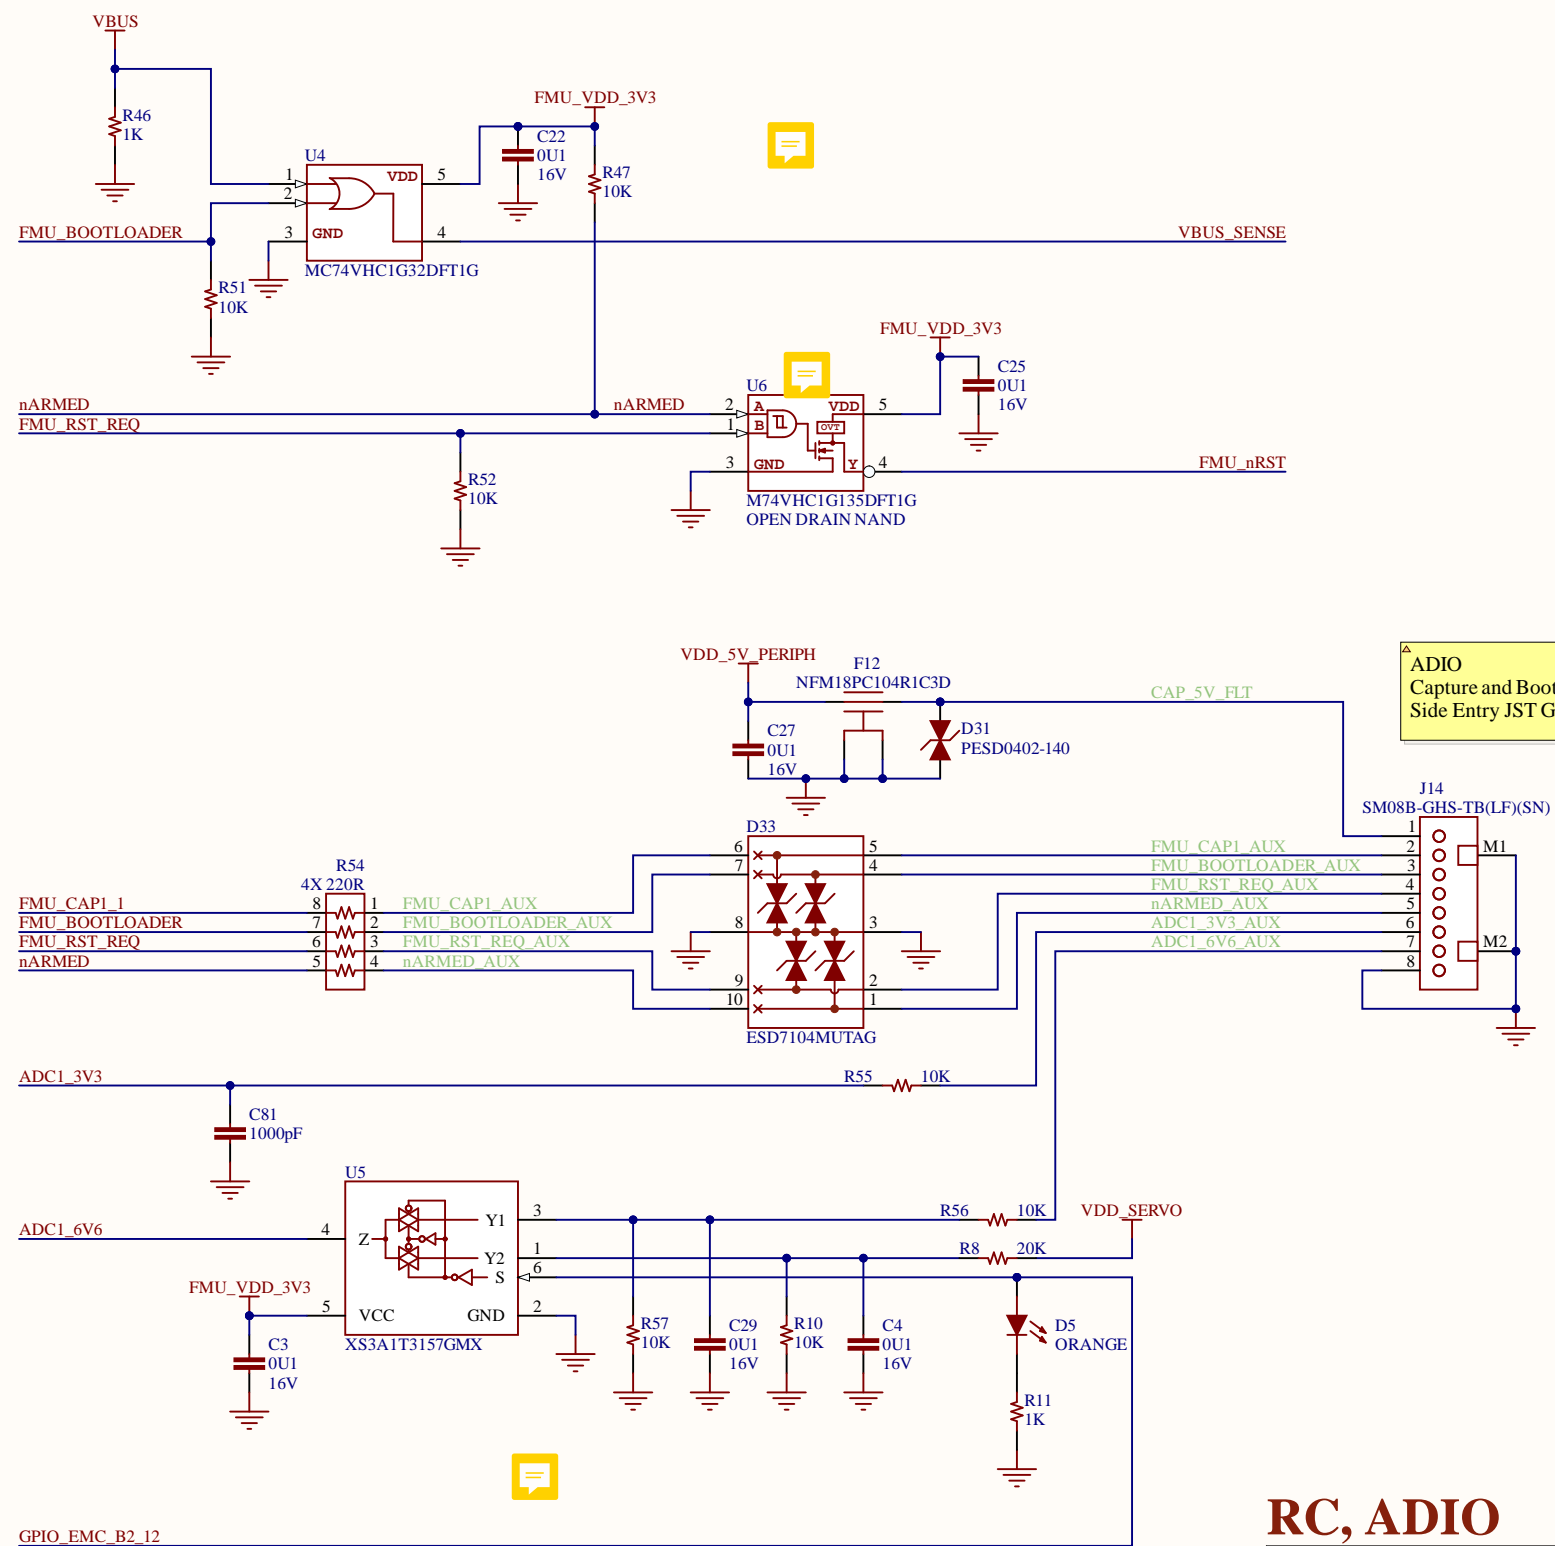 VBUS
R46
1K
U4
1
2
3
VDD
GND
5
4
MC74VHC1G32DFT1G
FMU_VDD_3V3
C22
0U1
16V
R47
10K
FMU_BOOTLOADER
VBUS_SENSE
R51
10K
FMU_VDD_3V3
C25
0U1
16V
nARMED
nARMED
FMU_RST_REQ
U6
2
1
3
A
B
GND
VDD
OVT
Y
5
4
M74VHC1G135DFT1G
OPEN DRAIN NAND
FMU_nRST
R52
10K
VDD_5V_PERIPH
F12
NFM18PC104R1C3D
CAP_5V_FLT
C27
0U1
16V
D31
PESD0402-140
ADIO
Capture and Boot
Side Entry JST G
J14
SM08B-GHS-TB(LF)(SN)
1
2
3
4
5
6
7
8
M1
M2
D33
6
7
8
9
10
5
4
3
2
1
ESD7104MUTAG
FMU_CAP1_AUX
FMU_BOOTLOADER_AUX
FMU_RST_REQ_AUX
nARMED_AUX
ADC1_3V3_AUX
ADC1_6V6_AUX
R54
4X 220R
FMU_CAP1_1
8
1
FMU_CAP1_AUX
FMU_BOOTLOADER
7
2
FMU_BOOTLOADER_AUX
FMU_RST_REQ
6
3
FMU_RST_REQ_AUX
nARMED
5
4
nARMED_AUX
ADC1_3V3
R55
10K
C81
1000pF
U5
ADC1_6V6
4
Z
Y1
3
Y2
1
S
6
5
VCC
GND
2
XS3A1T3157GMX
FMU_VDD_3V3
C3
0U1
16V
R56
10K
VDD_SERVO
R8
20K
R57
10K
C29
0U1
16V
R10
10K
C4
0U1
16V
D5
ORANGE
R11
1K
GPIO_EMC_B2_12
RC, ADIO